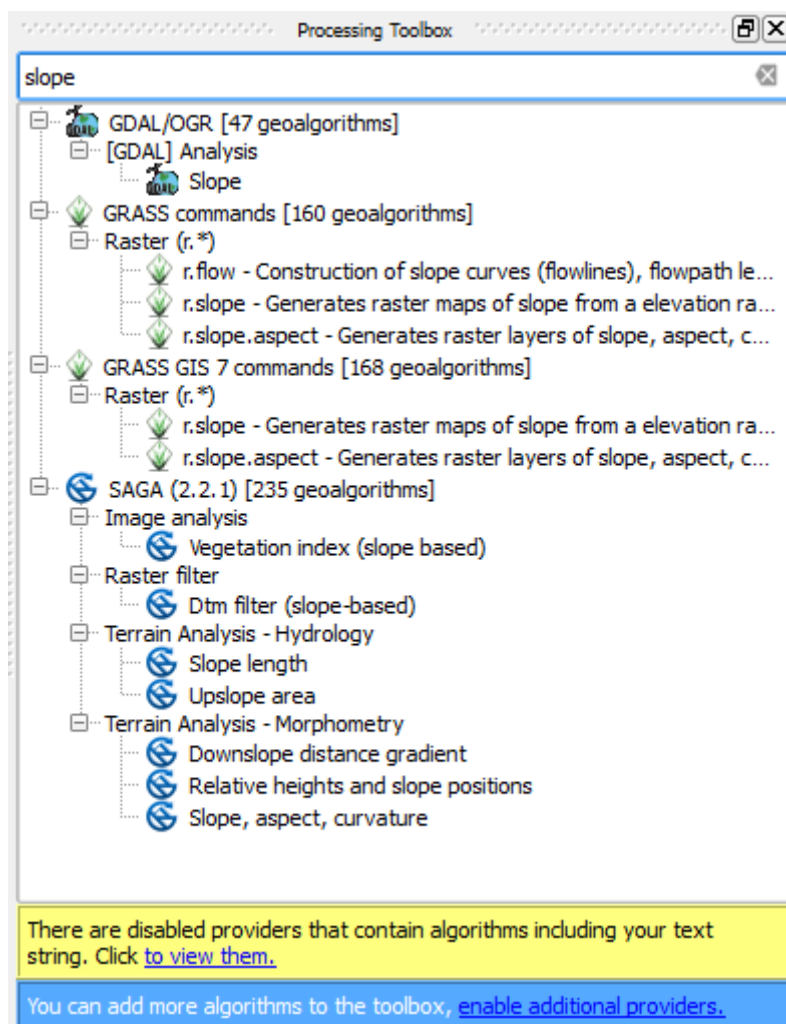 Processing Toolbox
slope
GDAL/OGR [47 geoalgorithms]
[GDAL] Analysis
Slope
GRASS commands [160 geoalgorithms]
Raster (r.*)
r.flow - Construction of slope curves (flowlines), flowpath le...
r.slope - Generates raster maps of slope from a elevation ra...
r.slope.aspect - Generates raster layers of slope, aspect, c...
GRASS GIS 7 commands [168 geoalgorithms]
Raster (r.*)
r.slope - Generates raster maps of slope from a elevation ra...
r.slope.aspect - Generates raster layers of slope, aspect, c...
SAGA (2.2.1) [235 geoalgorithms]
Image analysis
Vegetation index (slope based)
Raster filter
Dtm filter (slope-based)
Terrain Analysis - Hydrology
Slope length
Upslope area
Terrain Analysis - Morphometry
Downslope distance gradient
Relative heights and slope positions
Slope, aspect, curvature
There are disabled providers that contain algorithms including your text
string. Click to view them.
You can add more algorithms to the toolbox, enable additional providers.